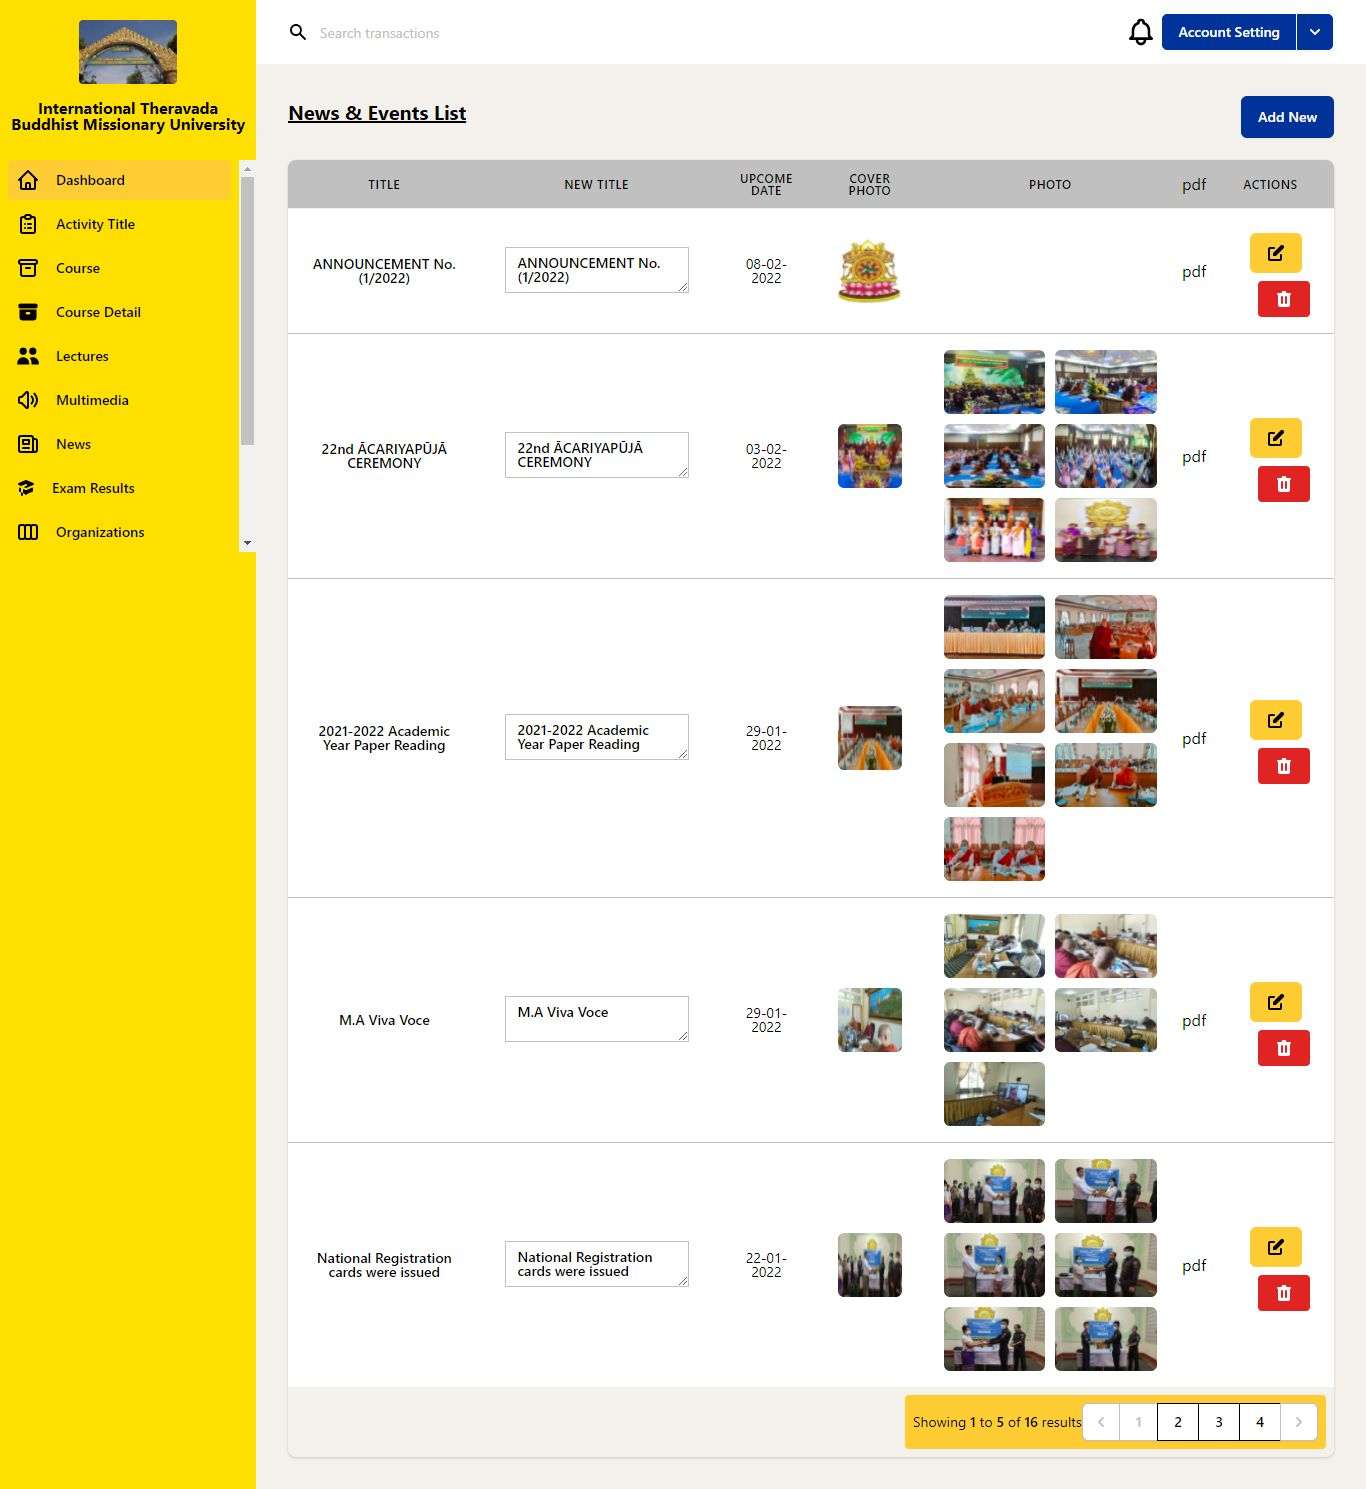 International Theravada
Buddhist Missionary University
Dashboard
Activity Title
Course
Course Detail
Lectures
Multimedia
News
Exam Results
Organizations
Search transactions
Account Setting
News & Events List
Add New
TITLE
NEW TITLE
UPCOME
DATE
COVER
PHOTO
PHOTO
pdf
ACTIONS
ANNOUNCEMENT No.
(1/2022)
ANNOUNCEMENT No.
(1/2022)
08-02-
2022
pdf
22nd ĀCARIYAPŪJĀ
CEREMONY
22nd ĀCARIYAPŪJĀ
CEREMONY
03-02-
2022
pdf
2021-2022 Academic
Year Paper Reading
2021-2022 Academic
Year Paper Reading
29-01-
2022
pdf
M.A Viva Voce
M.A Viva Voce
29-01-
2022
pdf
National Registration
cards were issued
National Registration
cards were issued
22-01-
2022
pdf
Showing 1 to 5 of 16 results
1
2
3
4